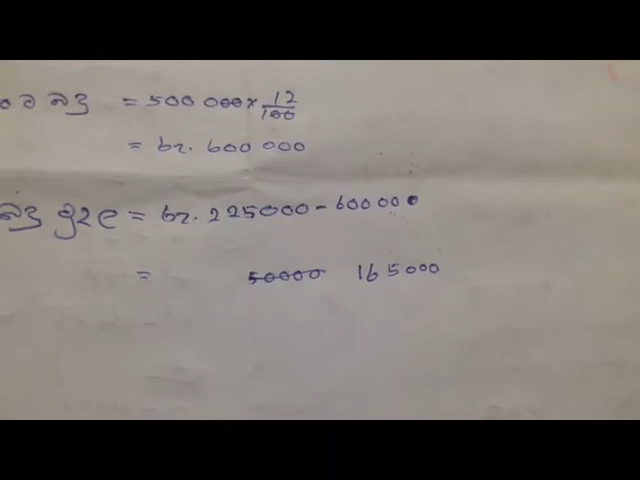 බදු = 500 000 × 12/100
= රු. 600 000
බදු මුදල = රු. 225000 - 600000
= 50000 165000